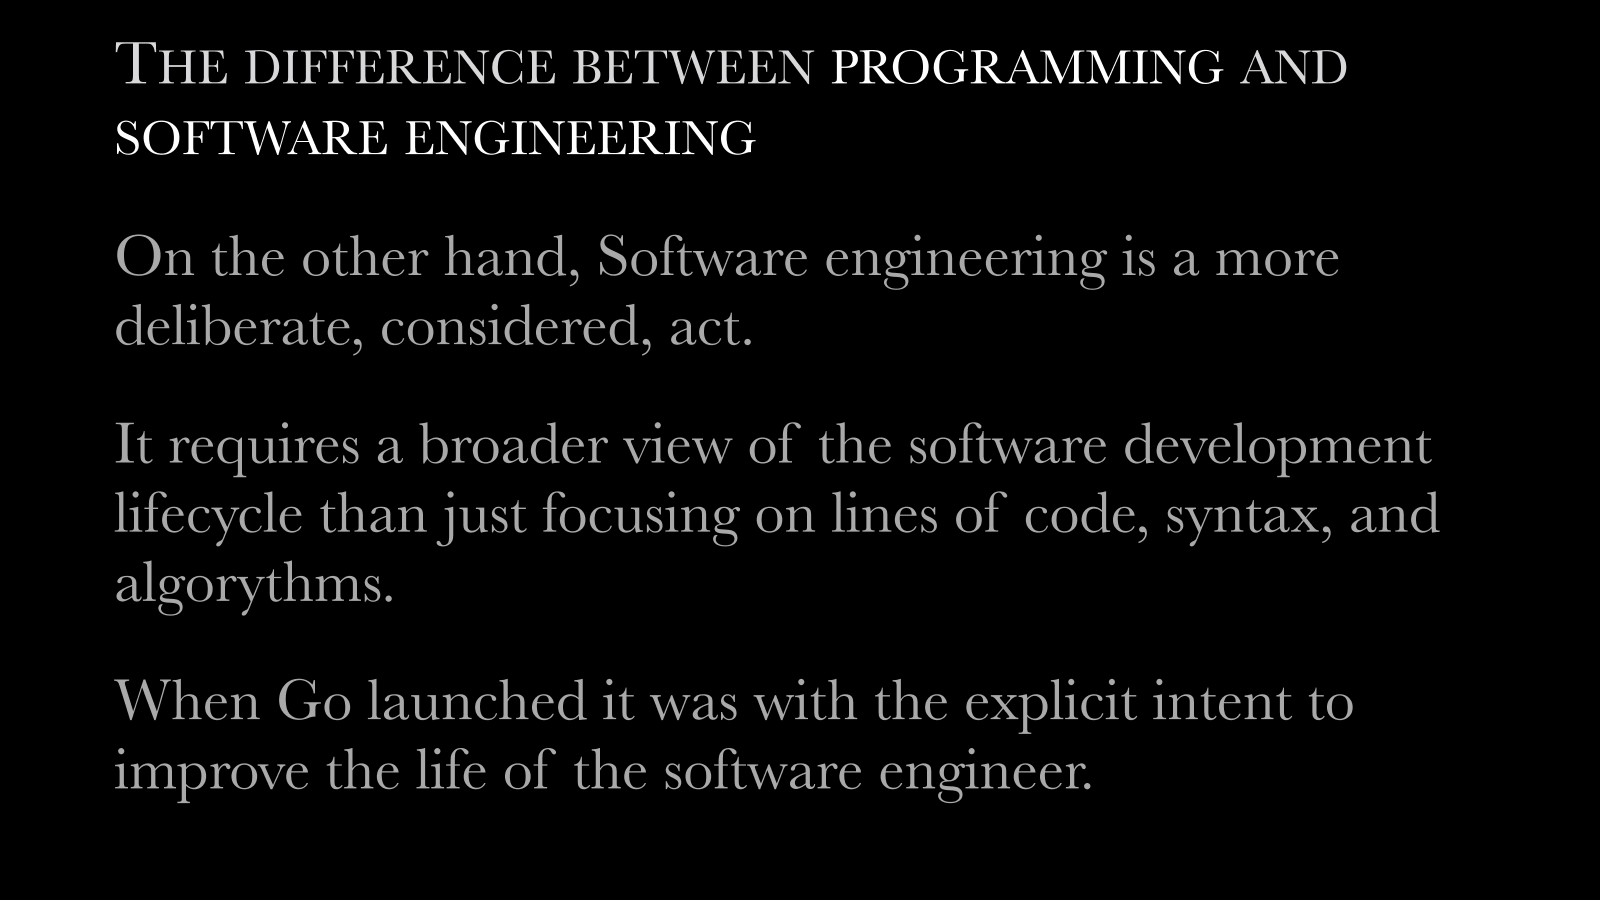 The difference between programming and
software engineering
On the other hand, Software engineering is a more
deliberate, considered, act.
It requires a broader view of the software development
lifecycle than just focusing on lines of code, syntax, and
algorythms.
When Go launched it was with the explicit intent to
improve the life of the software engineer.